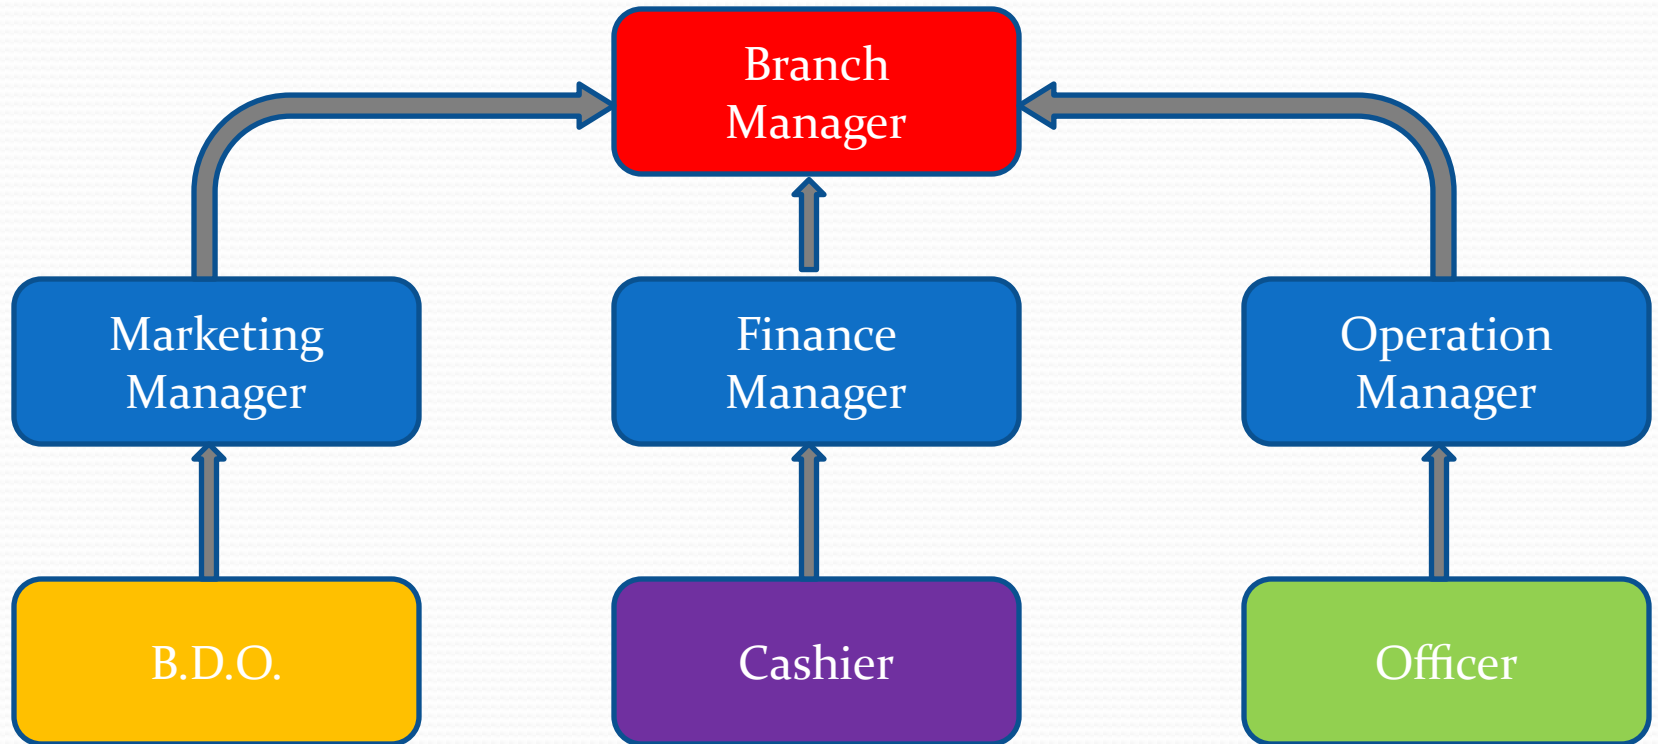 Branch
Manager
Marketing
Manager
Finance
Manager
Operation
Manager
B.D.O.
Cashier
Officer